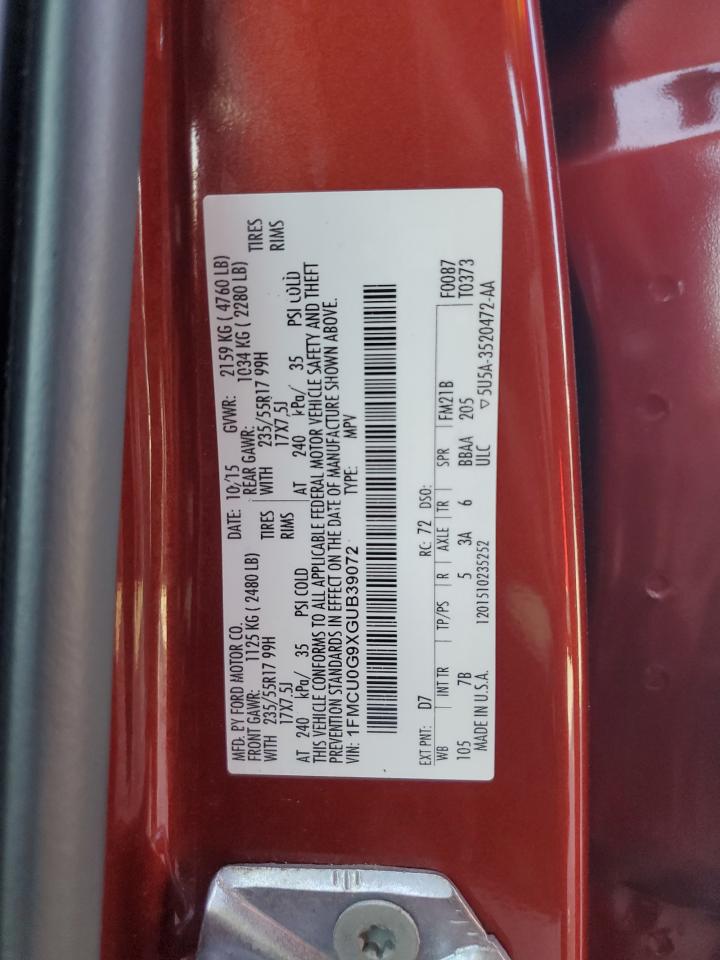 MFD. BY FORD MOTOR CO.
DATE: 10/15 GVWR: 2159 KG ( 4760 LB)
FRONT GAWR: 1125 KG ( 2480 LB) REAR GAWR: 1034 KG ( 2280 LB)
WITH 235/55R17 99H TIRES WITH 235/55R17 99H TIRES
17X7.5J RIMS 17X7.5J RIMS
AT 240 kPa/ 35 PSI COLD AT 240 kPa/ 35 PSI COLD
THIS VEHICLE CONFORMS TO ALL APPLICABLE FEDERAL MOTOR VEHICLE SAFETY AND THEFT
PREVENTION STANDARDS IN EFFECT ON THE DATE OF MANUFACTURE SHOWN ABOVE.
VIN: 1FMCU0G9XGUB39072 TYPE: MPV
EXT PNT: D7 RC: 72 DSO: F0087
WB INT TR TP/PS R AXLE TR SPR FM21B T0373
105 7B 5 3A 6 BBAA 205
MADE IN U.S.A. 1201510235252 ULC ▽5U5A-3520472-AA